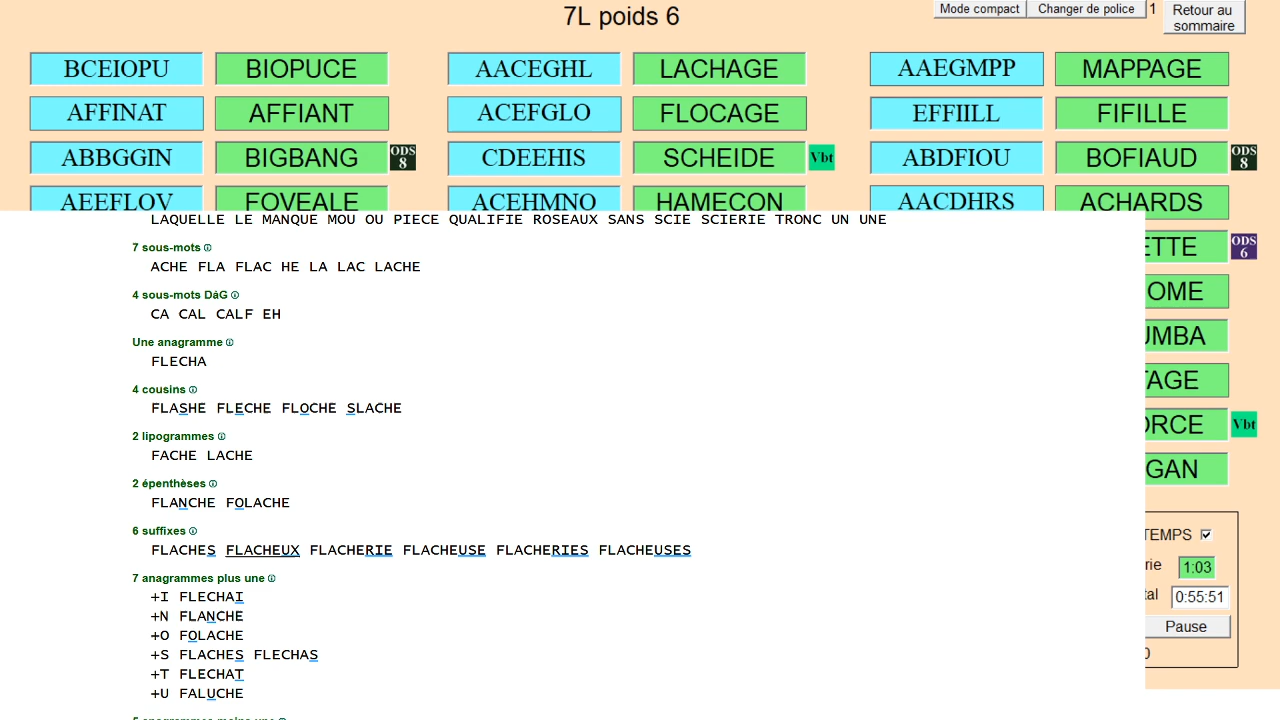 7L poids 6
Mode compact Changer de police 1 Retour au sommaire
BCEIOPU BIOPUCE AACEGHL LACHAGE AAEGMPP MAPPAGE
AFFINAT AFFIANT ACEFGLO FLOCAGE EFFIILL FIFILLE
ABBGGIN BIGBANG ODS 8 CDEEHIS SCHEIDE Vbt ABDFIOU BOFIAUD ODS 8
AEEFLOV FOVEALE ACEHMNO HAMECON AACDHRS ACHARDS
LAQUELLE LE MANQUE MOU OU PIECE QUALIFIE ROSEAUX SANS SCIE SCIERIE TRONC UN UNE
ETTE ODS 6
7 sous-mots
ACHE FLA FLAC HE LA LAC LACHE
OME
4 sous-mots DàG
CA CAL CALF EH
UMBA
Une anagramme
FLECHA
TAGE
4 cousins
FLASHE FLECHE FLOCHE SLACHE
ORCE Vbt
2 lipogrammes
FACHE LACHE
GAN
2 épenthèses
FLANCHE FOLACHE
6 suffixes
TEMPS
FLACHES FLACHEUX FLACHERIE FLACHEUSE FLACHERIES FLACHEUSES
rie 1:03
7 anagrammes plus une
+I FLECHAI
tal 0:55:51
+N FLANCHE
Pause
+O FOLACHE
+S FLACHES FLECHAS
0
+T FLECHAT
+U FALUCHE
5 anagrammes moins une